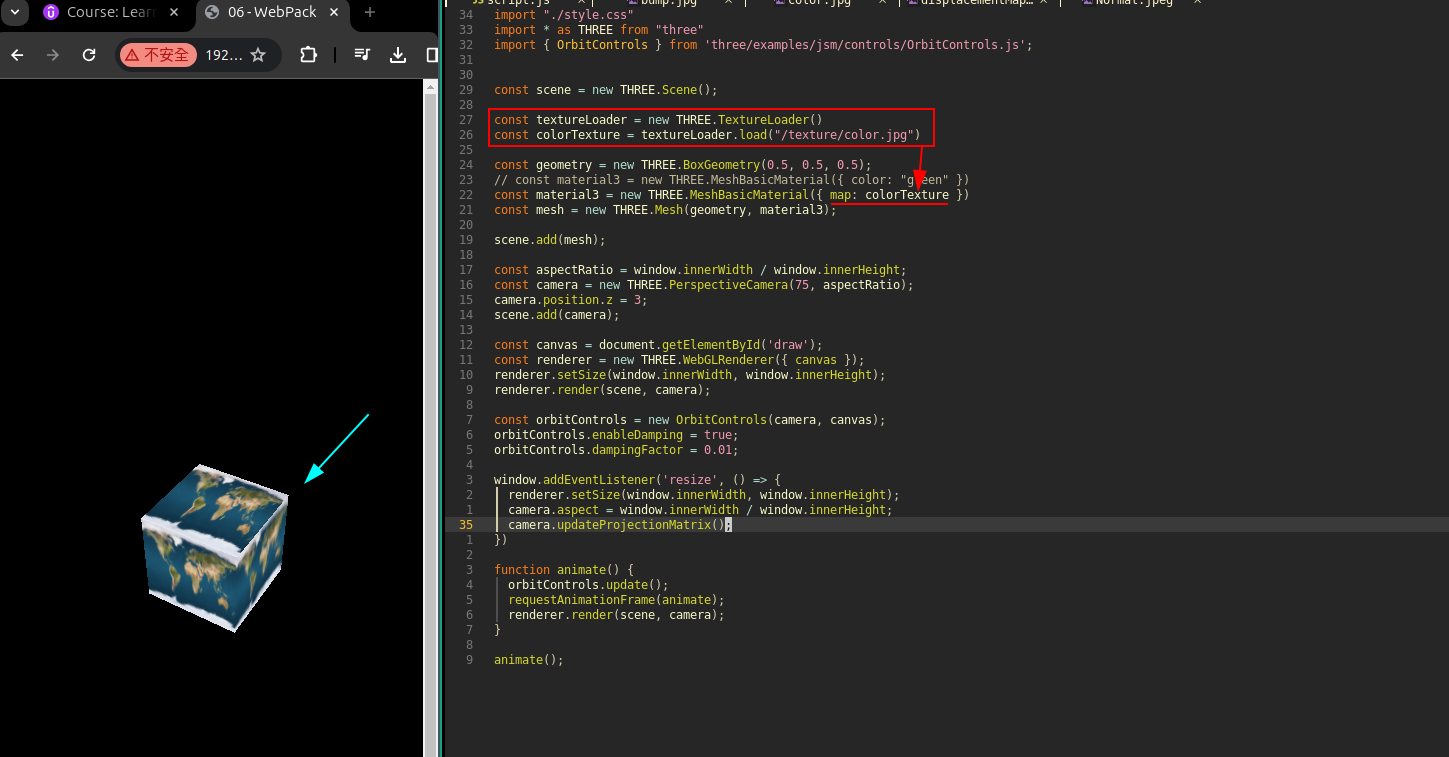 Course: Lear
06 - WebPack
不安全
192...
script.js
bump.jpg
color.jpg
displacementMap...
Normal.jpeg
34 import "./style.css"
33 import * as THREE from "three"
32 import { OrbitControls } from 'three/examples/jsm/controls/OrbitControls.js';
31
30
29 const scene = new THREE.Scene();
28
27 const textureLoader = new THREE.TextureLoader()
26 const colorTexture = textureLoader.load("/texture/color.jpg")
25
24 const geometry = new THREE.BoxGeometry(0.5, 0.5, 0.5);
23 // const material3 = new THREE.MeshBasicMaterial({ color: "green" })
22 const material3 = new THREE.MeshBasicMaterial({ map: colorTexture })
21 const mesh = new THREE.Mesh(geometry, material3);
20
19 scene.add(mesh);
18
17 const aspectRatio = window.innerWidth / window.innerHeight;
16 const camera = new THREE.PerspectiveCamera(75, aspectRatio);
15 camera.position.z = 3;
14 scene.add(camera);
13
12 const canvas = document.getElementById('draw');
11 const renderer = new THREE.WebGLRenderer({ canvas });
10 renderer.setSize(window.innerWidth, window.innerHeight);
9 renderer.render(scene, camera);
8
7 const orbitControls = new OrbitControls(camera, canvas);
6 orbitControls.enableDamping = true;
5 orbitControls.dampingFactor = 0.01;
4
3 window.addEventListener('resize', () => {
2 renderer.setSize(window.innerWidth, window.innerHeight);
1 camera.aspect = window.innerWidth / window.innerHeight;
35 camera.updateProjectionMatrix();
1 })
2
3 function animate() {
4 orbitControls.update();
5 requestAnimationFrame(animate);
6 renderer.render(scene, camera);
7 }
8
9 animate();